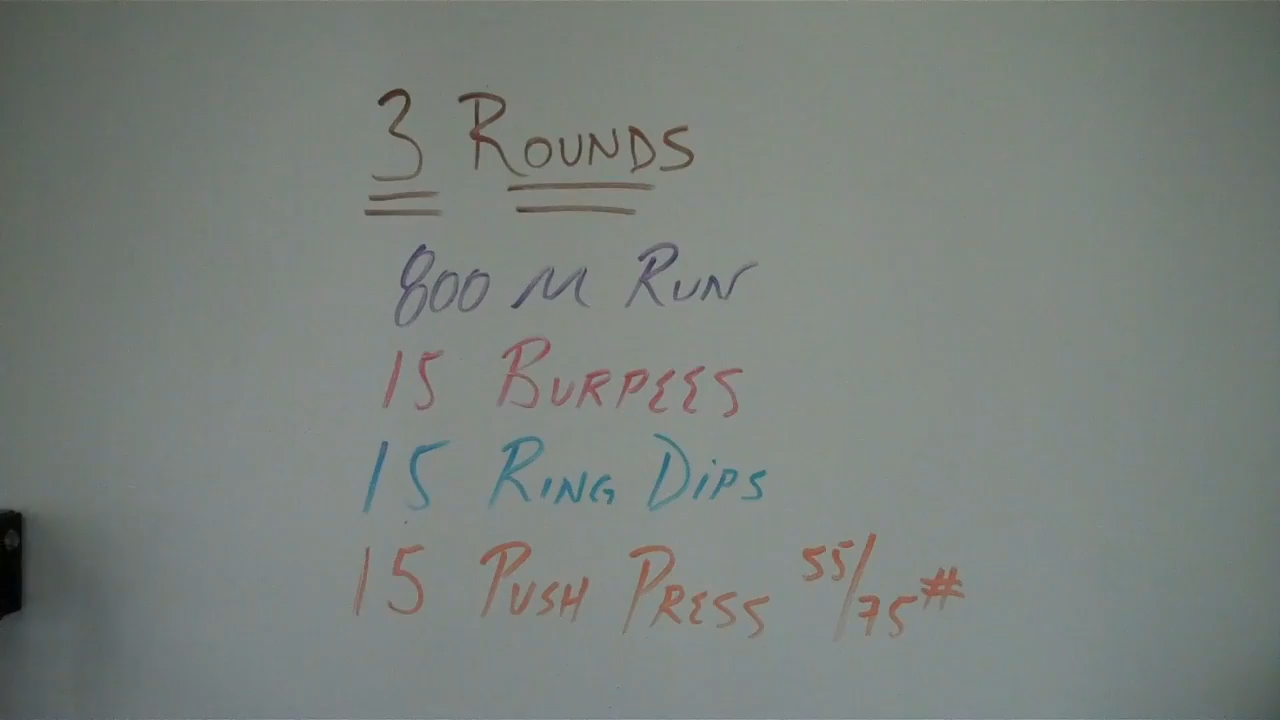 3 ROUNDS
800 M RUN
15 BURPEES
15 RING DIPS
15 PUSH PRESS 55/75#